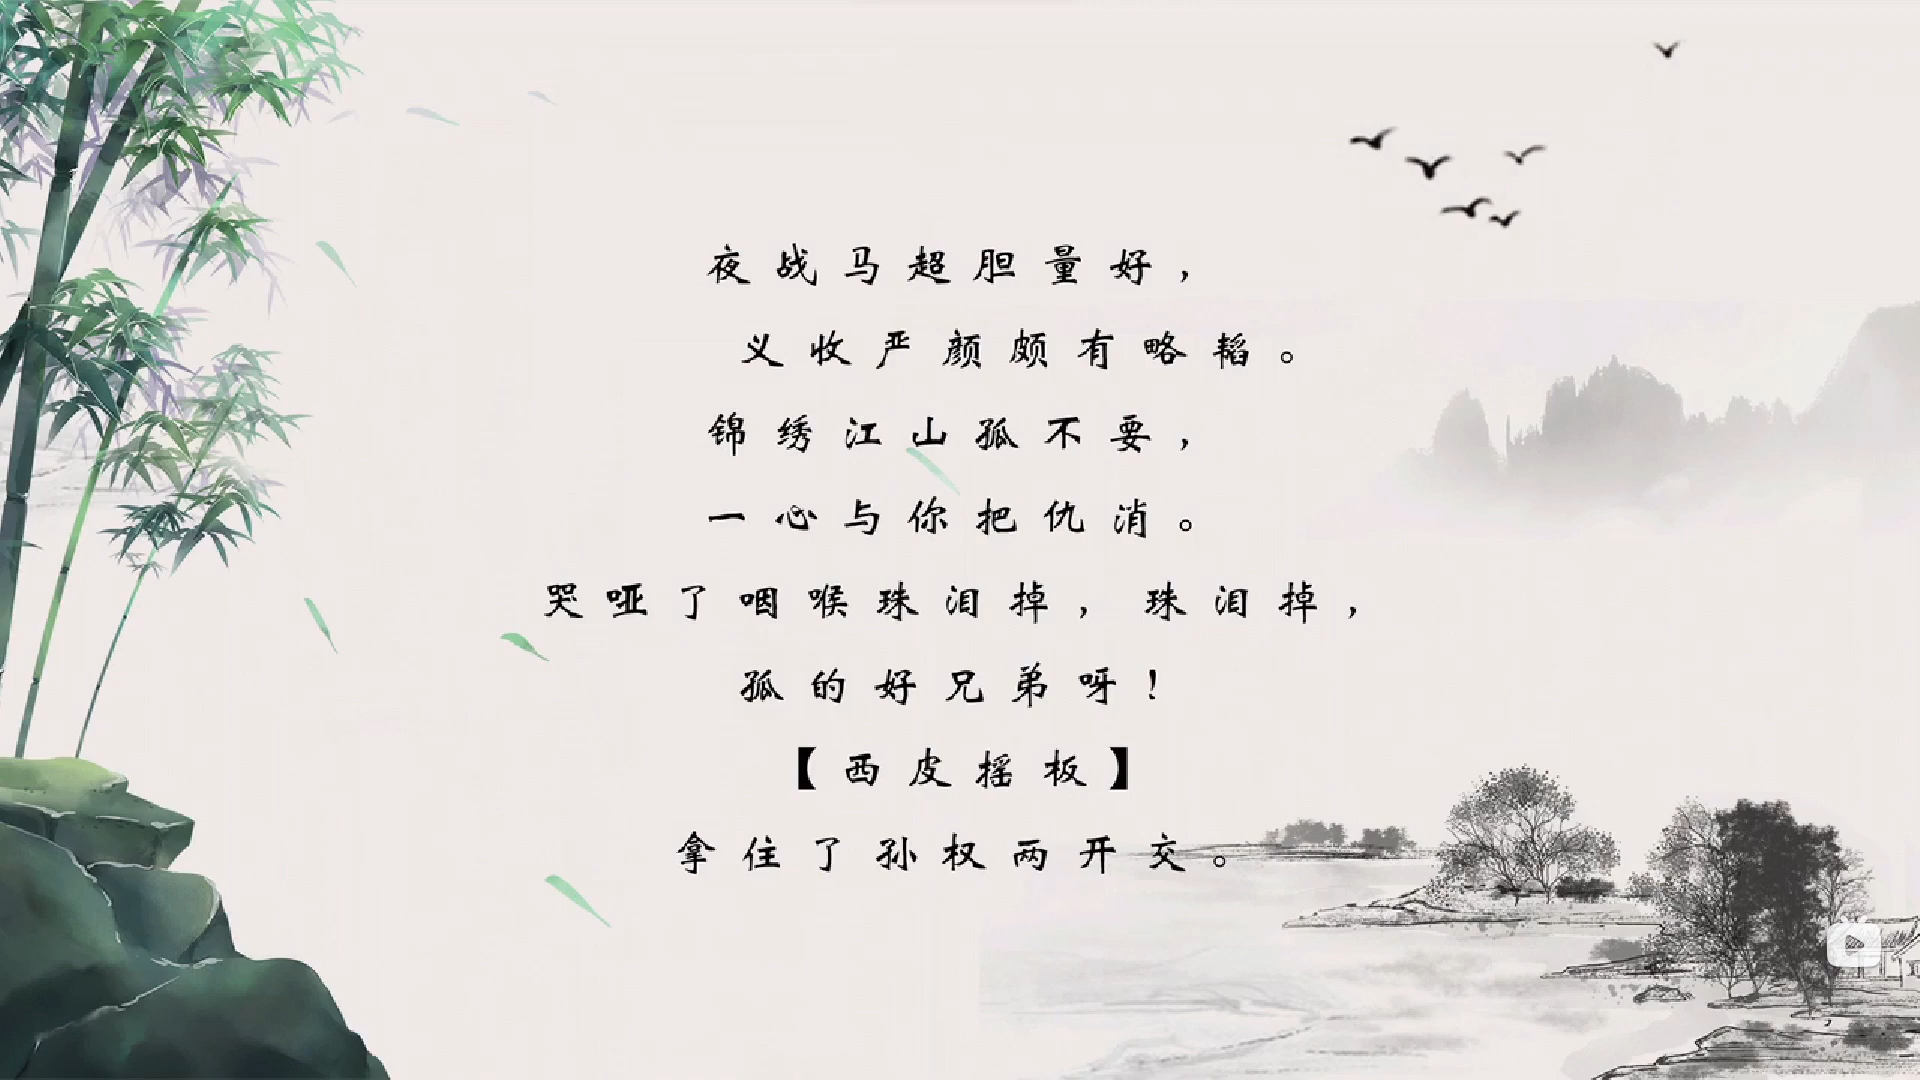 夜战马超胆量好，
义收严颜颇有略韬。
锦绣江山孤不要，
一心与你把仇消。
哭哑了咽喉珠泪掉，珠泪掉，
孤的好兄弟呀！
【西皮摇板】
拿住了孙权两开交。